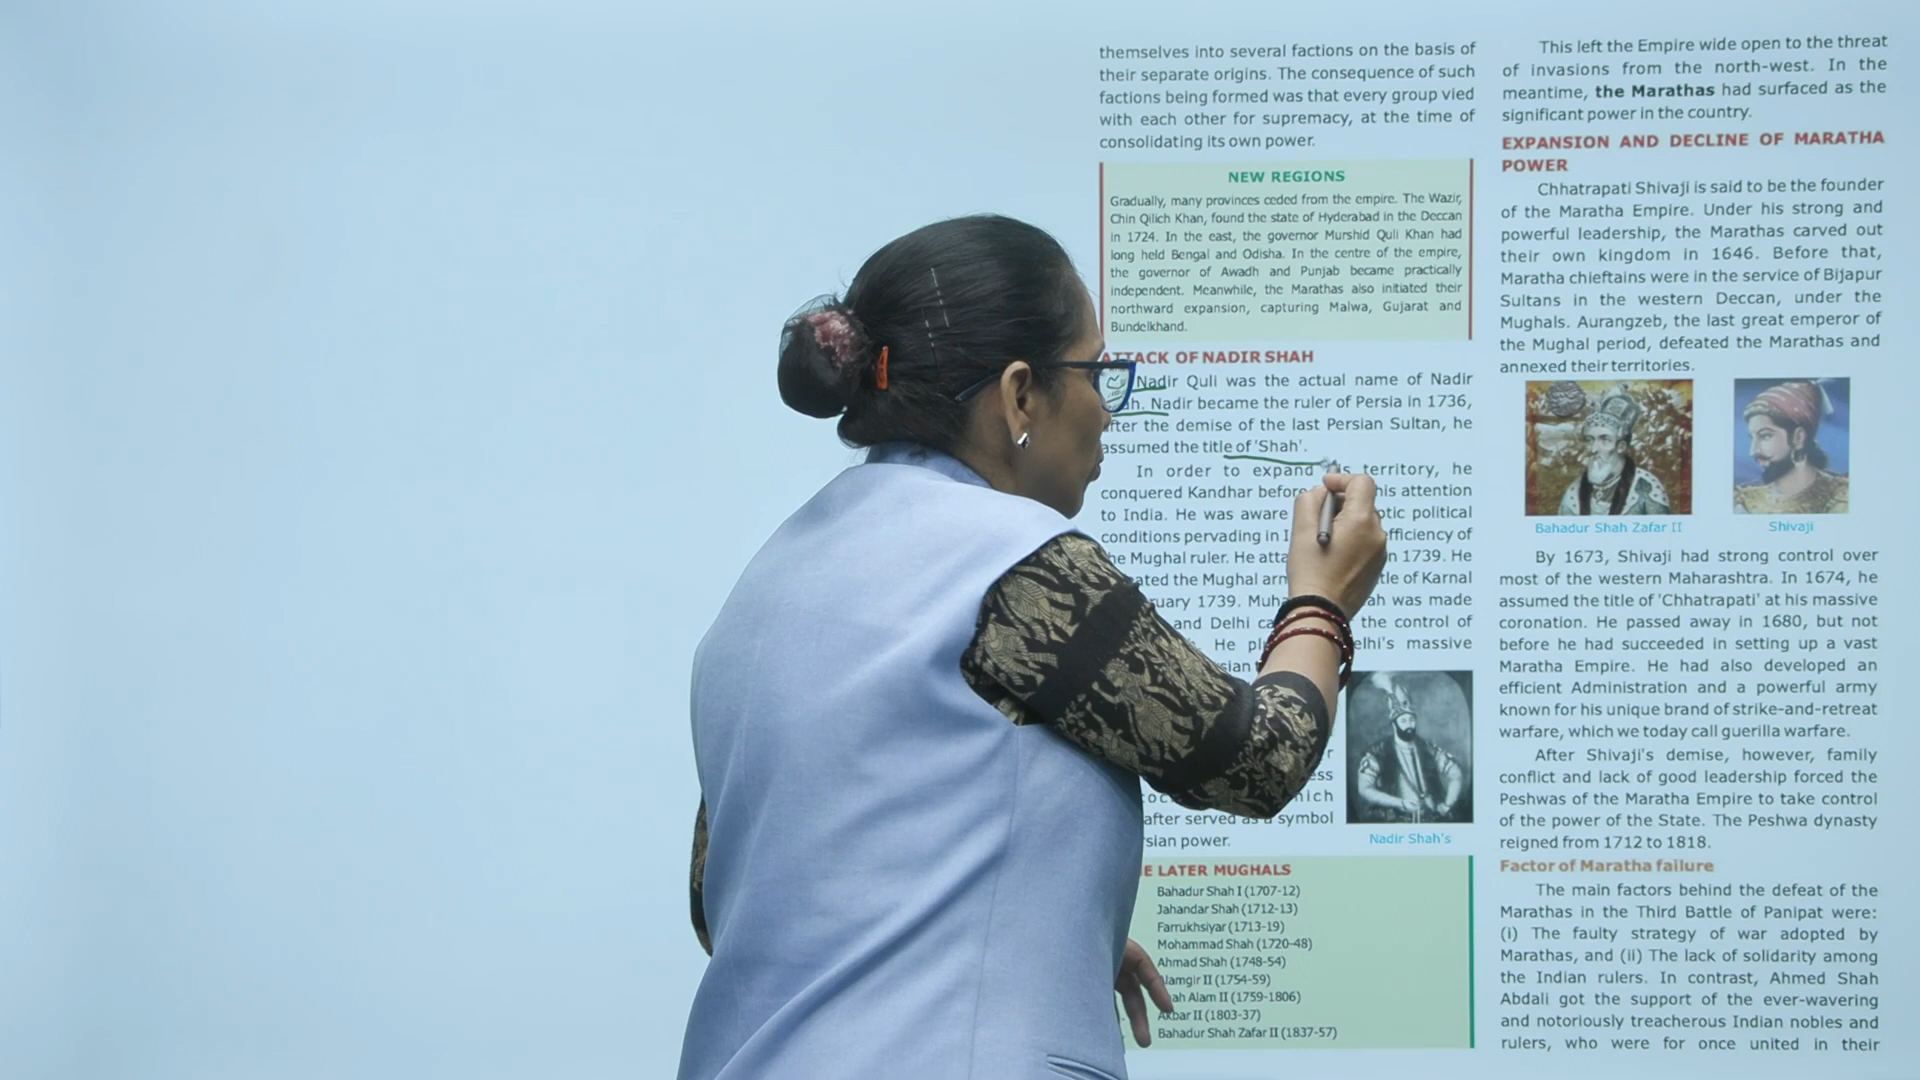 themselves into several factions on the basis of
their separate origins. The consequence of such
factions being formed was that every group vied
with each other for supremacy, at the time of
consolidating its own power.
NEW REGIONS
Gradually, many provinces ceded from the empire. The Wazir,
Chin Qilich Khan, found the state of Hyderabad in the Deccan
in 1724. In the east, the governor Murshid Quli Khan had
long held Bengal and Odisha. In the centre of the empire,
the governor of Awadh and Punjab became practically
independent. Meanwhile, the Marathas also initiated their
northward expansion, capturing Malwa, Gujarat and
Bundelkhand.
ATTACK OF NADIR SHAH
Nadir Quli was the actual name of Nadir
Nadir became the ruler of Persia in 1736,
after the demise of the last Persian Sultan, he
assumed the title of 'Shah'.
In order to expand territory, he
conquered Kandhar before his attention
to India. He was aware political
conditions pervading in of
the Mughal ruler. He in 1739. He
the Mughal of Karnal
1739. was made
and Delhi the control of
He massive
which
after served as a symbol
power.
Nadir Shah's
LATER MUGHALS
Bahadur Shah I (1707-12)
Jahandar Shah (1712-13)
Farrukhsiyar (1713-19)
Mohammad Shah (1720-48)
Ahmad Shah (1748-54)
Alamgir II (1754-59)
Shah Alam II (1759-1806)
Akbar II (1803-37)
Bahadur Shah Zafar II (1837-57)
This left the Empire wide open to the threat
of invasions from the north-west. In the
meantime, the Marathas had surfaced as the
significant power in the country.
EXPANSION AND DECLINE OF MARATHA
POWER
Chhatrapati Shivaji is said to be the founder
of the Maratha Empire. Under his strong and
powerful leadership, the Marathas carved out
their own kingdom in 1646. Before that,
Maratha chieftains were in the service of Bijapur
Sultans in the western Deccan, under the
Mughals. Aurangzeb, the last great emperor of
the Mughal period, defeated the Marathas and
annexed their territories.
Bahadur Shah Zafar II
Shivaji
By 1673, Shivaji had strong control over
most of the western Maharashtra. In 1674, he
assumed the title of 'Chhatrapati' at his massive
coronation. He passed away in 1680, but not
before he had succeeded in setting up a vast
Maratha Empire. He had also developed an
efficient Administration and a powerful army
known for his unique brand of strike-and-retreat
warfare, which we today call guerilla warfare.
After Shivaji's demise, however, family
conflict and lack of good leadership forced the
Peshwas of the Maratha Empire to take control
of the power of the State. The Peshwa dynasty
reigned from 1712 to 1818.
Factor of Maratha failure
The main factors behind the defeat of the
Marathas in the Third Battle of Panipat were:
(i) The faulty strategy of war adopted by
Marathas, and (ii) The lack of solidarity among
the Indian rulers. In contrast, Ahmed Shah
Abdali got the support of the ever-wavering
and notoriously treacherous Indian nobles and
rulers, who were for once united in their